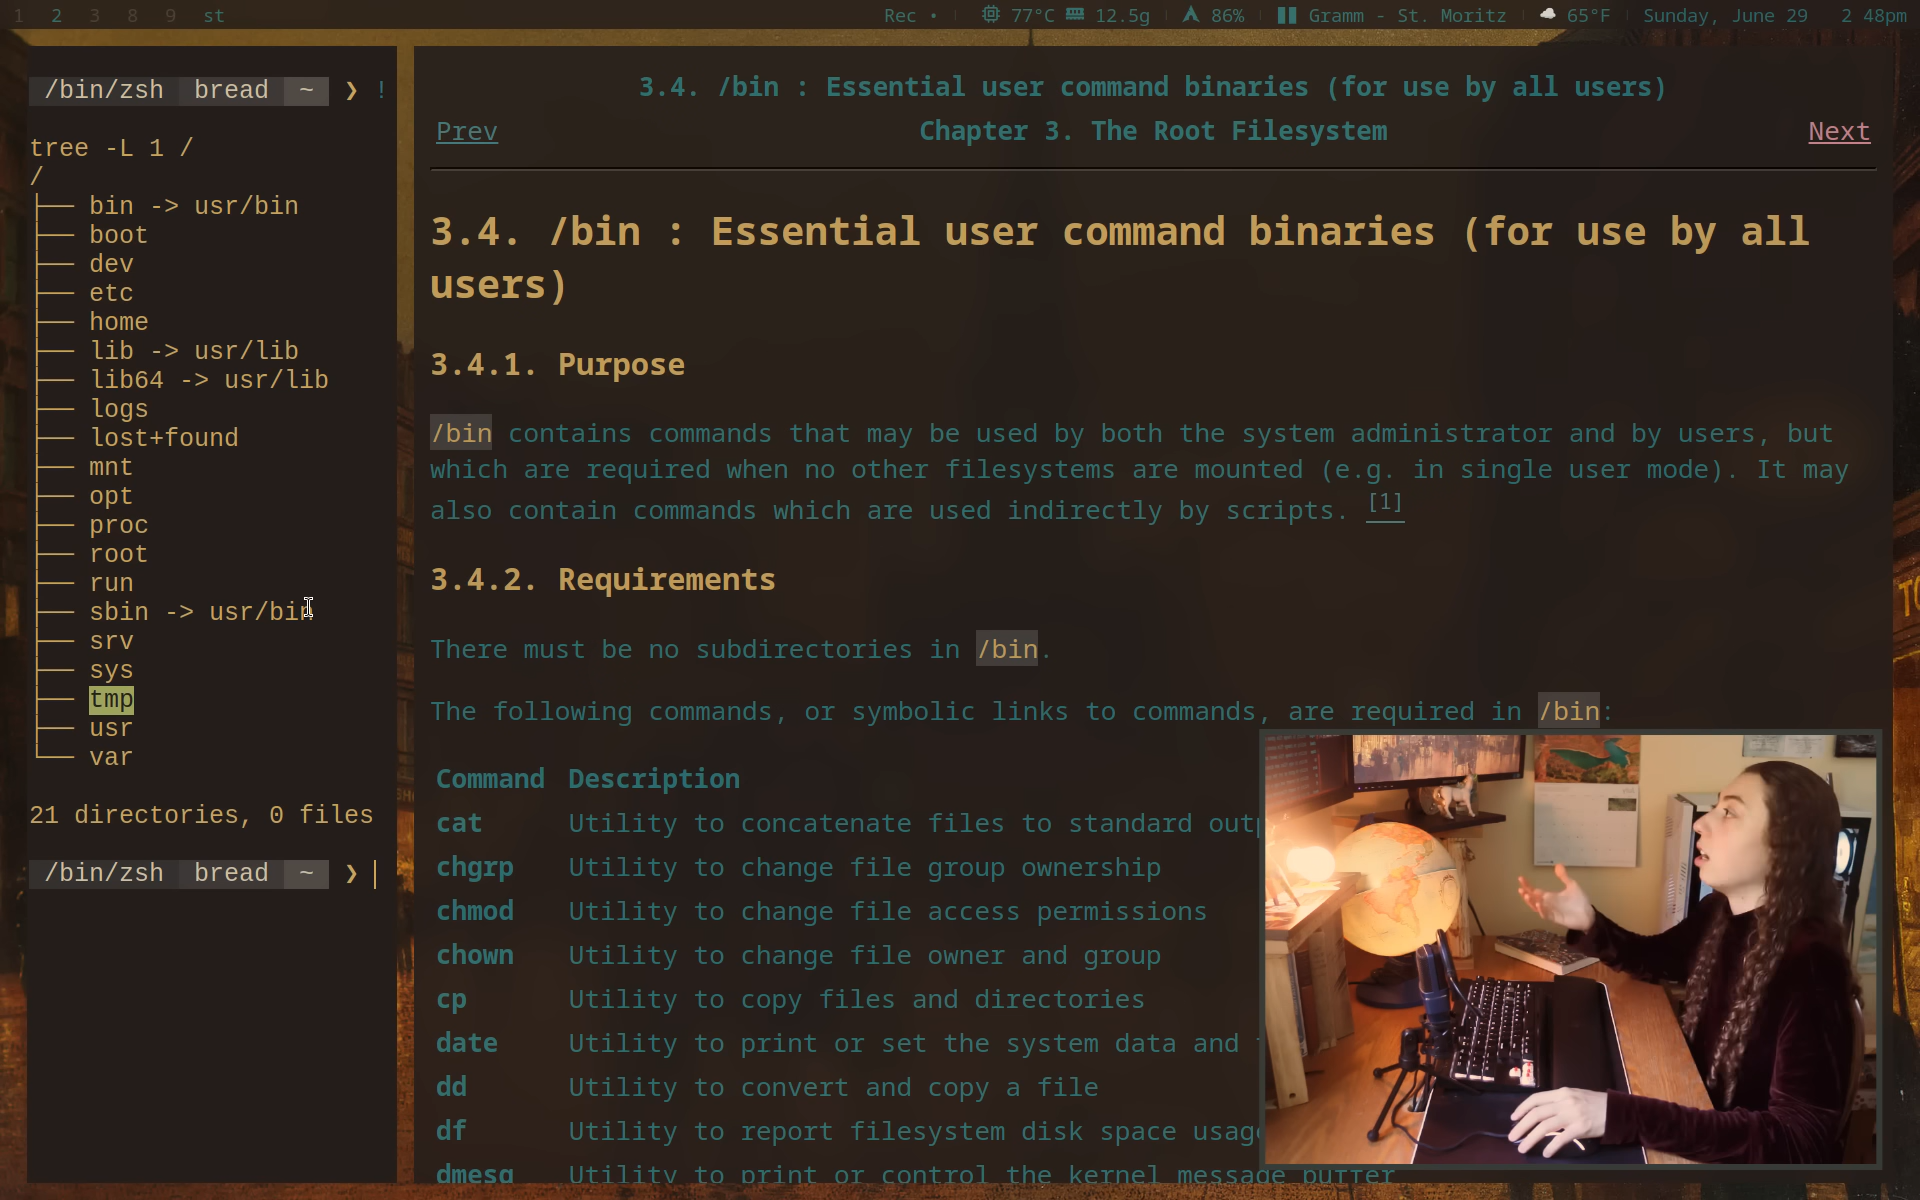 1 2 3 8 9 st Rec • 77°C 12.5g 86% Gramm - St. Moritz 65°F Sunday, June 29 2 48pm
/bin/zsh bread ~ ❯ !
tree -L 1 /
/
├── bin -> usr/bin
├── boot
├── dev
├── etc
├── home
├── lib -> usr/lib
├── lib64 -> usr/lib
├── logs
├── lost+found
├── mnt
├── opt
├── proc
├── root
├── run
├── sbin -> usr/bin
├── srv
├── sys
├── tmp
├── usr
└── var
21 directories, 0 files
/bin/zsh bread ~ ❯
3.4. /bin : Essential user command binaries (for use by all users)
Prev Chapter 3. The Root Filesystem Next
3.4. /bin : Essential user command binaries (for use by all
users)
3.4.1. Purpose
/bin contains commands that may be used by both the system administrator and by users, but
which are required when no other filesystems are mounted (e.g. in single user mode). It may
also contain commands which are used indirectly by scripts. [1]
3.4.2. Requirements
There must be no subdirectories in /bin.
The following commands, or symbolic links to commands, are required in /bin:
Command Description
cat Utility to concatenate files to standard
chgrp Utility to change file group ownership
chmod Utility to change file access permissions
chown Utility to change file owner and group
cp Utility to copy files and directories
date Utility to print or set the system data and
dd Utility to convert and copy a file
df Utility to report filesystem disk space
dmesg Utility to print or control the kernel message buffer